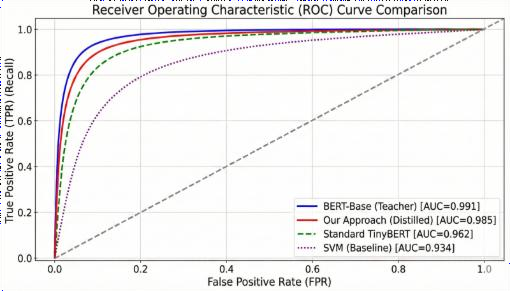 Receiver Operating Characteristic (ROC) Curve Comparison
True Positive Rate (TPR) (Recall)
1.0
0.8
0.6
0.4
0.2
0.0
BERT-Base (Teacher) [AUC=0.991]
Our Approach (Distilled) [AUC=0.985]
Standard TinyBERT [AUC=0.962]
SVM (Baseline) [AUC=0.934]
0.0 0.2 0.4 0.6 0.8 1.0
False Positive Rate (FPR)